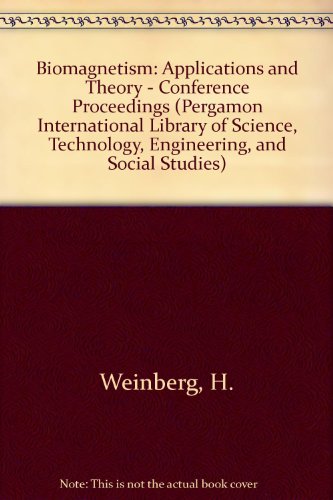 Biomagnetism: Applications and
Theory - Conference
Proceedings (Pergamon
International Library of Science,
Technology, Engineering, and
Social Studies)
Weinberg, H.
Note: This is not the actual book cover